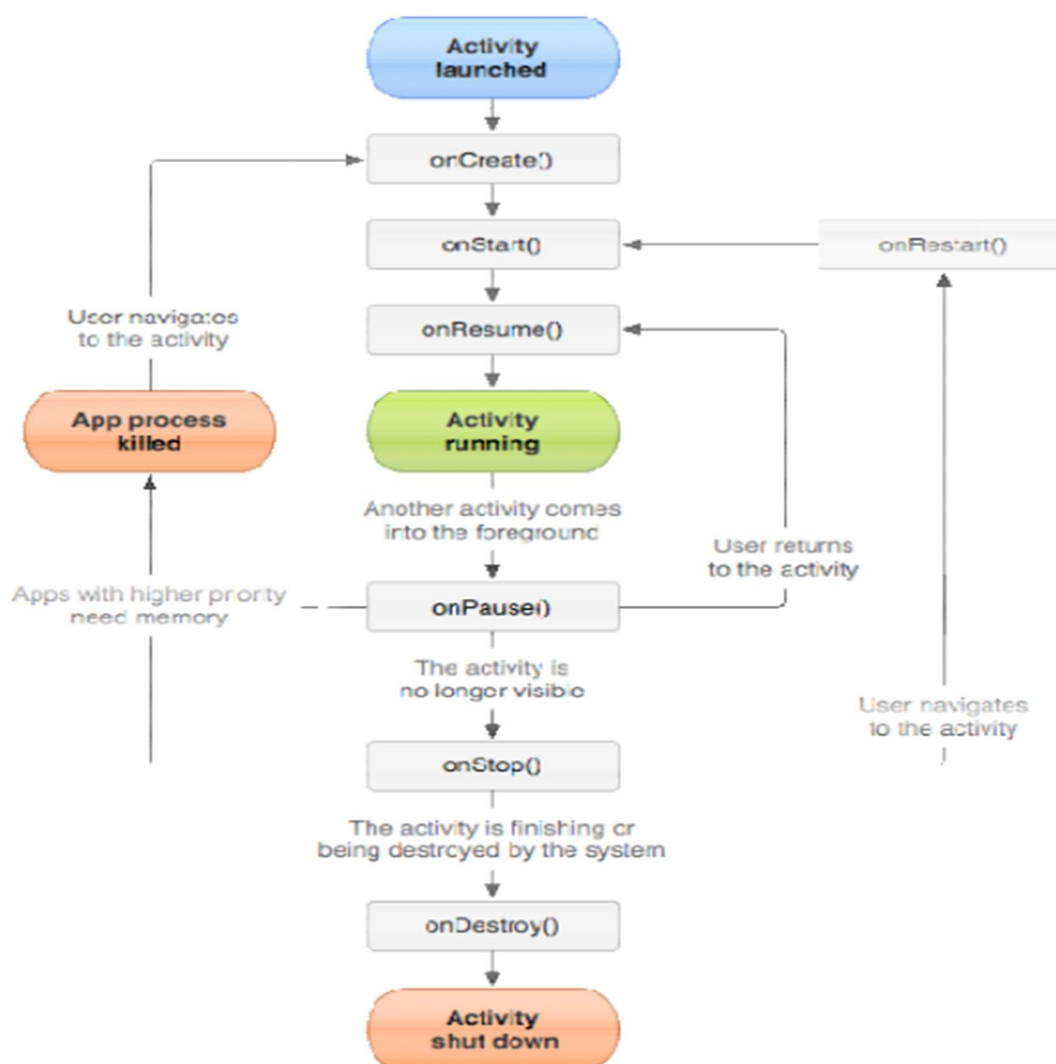 Activity
launched
onCreate()
onStart()
onRestart()
User navigates
to the activity
onResume()
App process
killed
Activity
running
Another activity comes
into the foreground
User returns
to the activity
Apps with higher priority
need memory
onPause()
The activity is
no longer visible
User navigates
to the activity
onStop()
The activity is finishing or
being destroyed by the system
onDestroy()
Activity
shut down